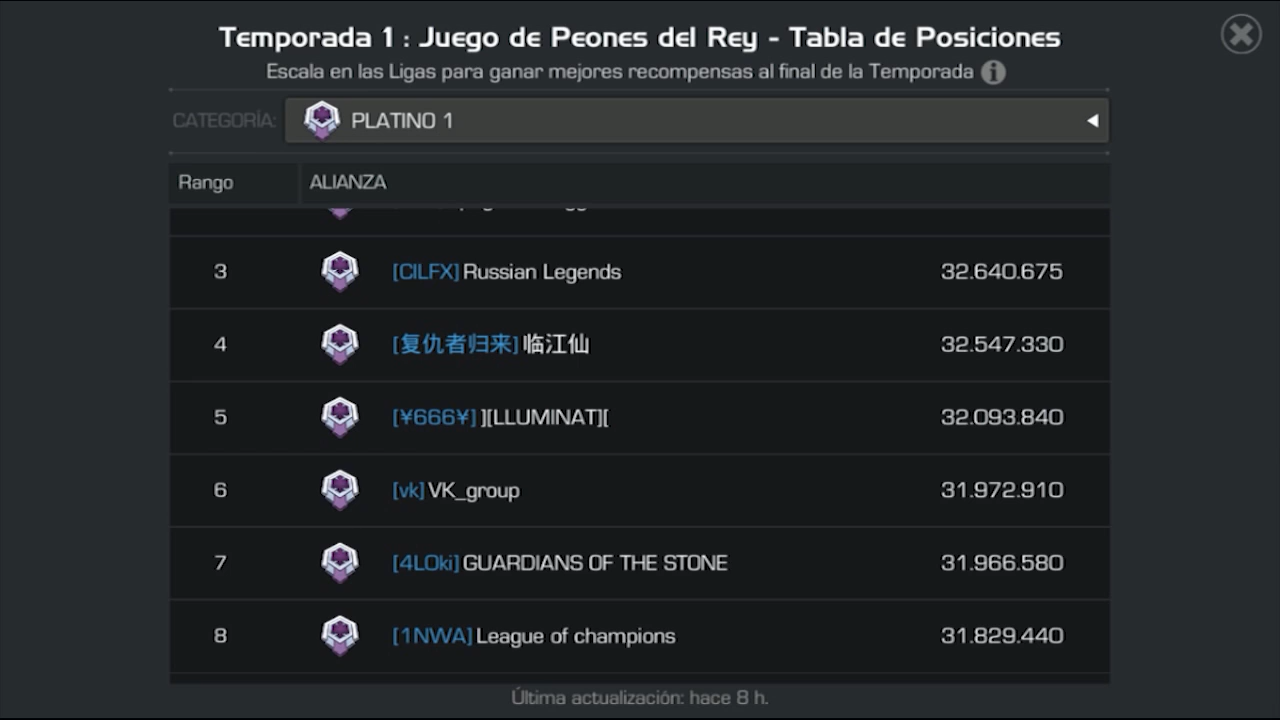 Temporada 1 : Juego de Peones del Rey - Tabla de Posiciones
Escala en las Ligas para ganar mejores recompensas al final de la Temporada
CATEGORÍA: PLATINO 1
Rango ALIANZA
3 [CILFX] Russian Legends 32.640.675
4 [复仇者归来] 临江仙 32.547.330
5 [¥666¥] ][LLUMINAT][ 32.093.840
6 [vk] VK_group 31.972.910
7 [4LOki] GUARDIANS OF THE STONE 31.966.580
8 [1NWA] League of champions 31.829.440
Última actualización: hace 8 h.